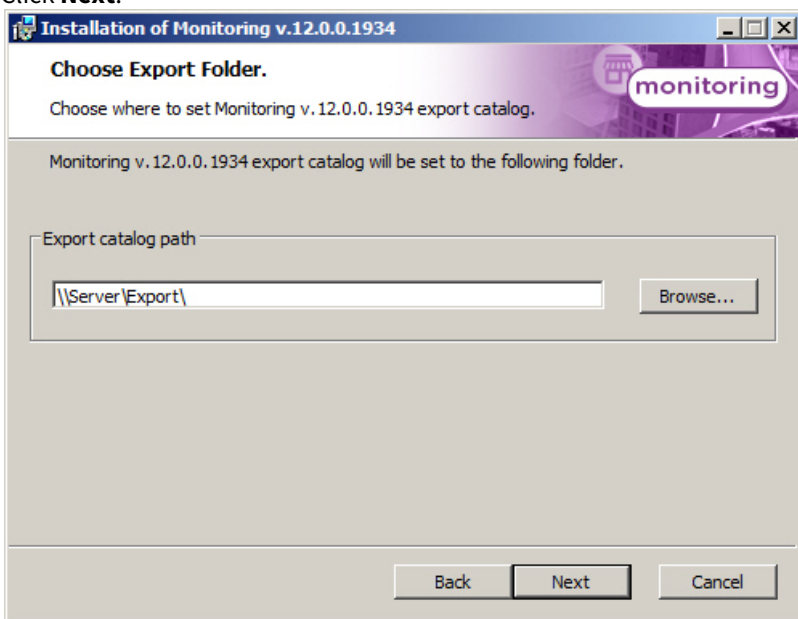 Click Next.
Installation of Monitoring v.12.0.0.1934
Choose Export Folder.
monitoring
Choose where to set Monitoring v.12.0.0.1934 export catalog.
Monitoring v.12.0.0.1934 export catalog will be set to the following folder.
Export catalog path
\\Server\Export\
Browse...
Back Next Cancel